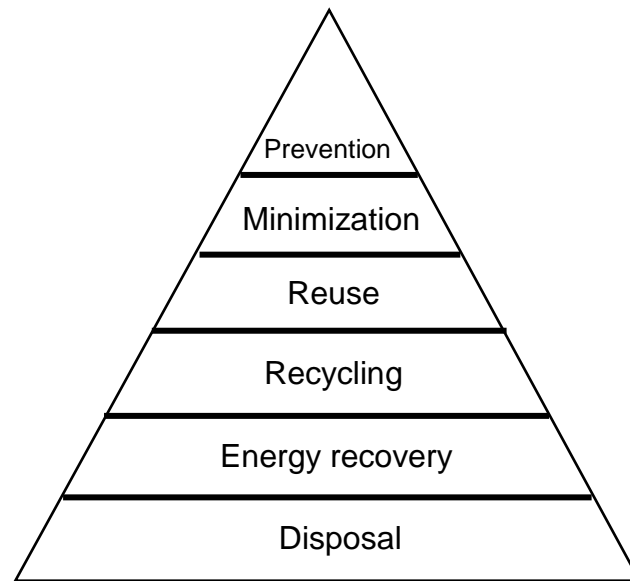 Prevention
Minimization
Reuse
Recycling
Energy recovery
Disposal